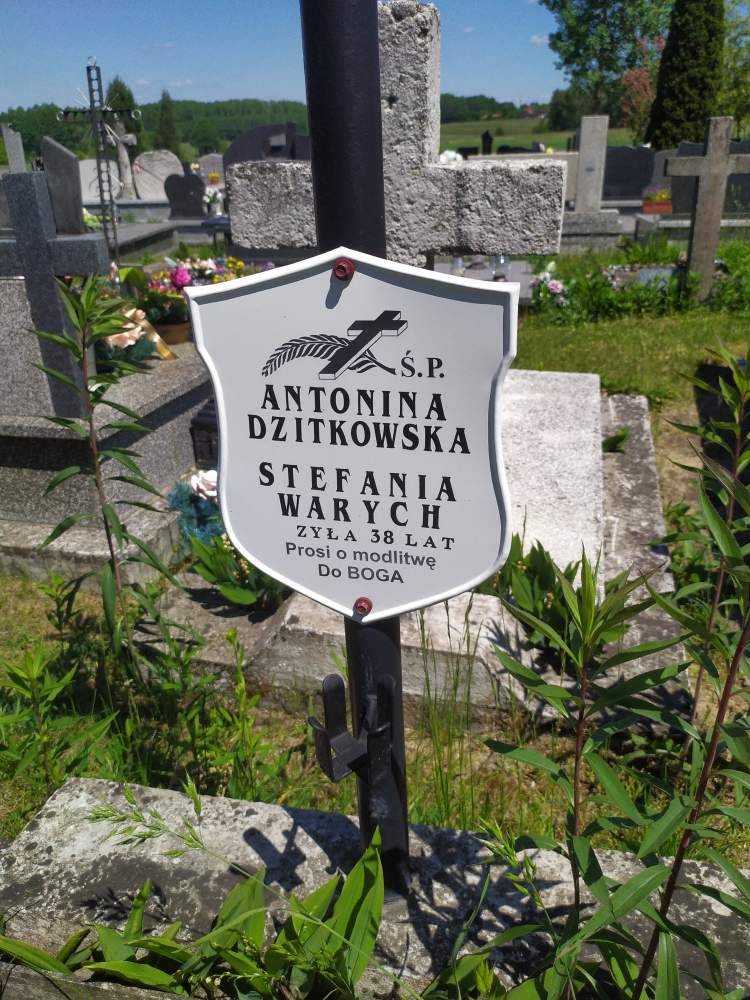 Ś.P.
ANTONINA
DZITKOWSKA
STEFANIA
WARYCH
ŻYŁA 38 LAT
Prosi o modlitwę
Do BOGA